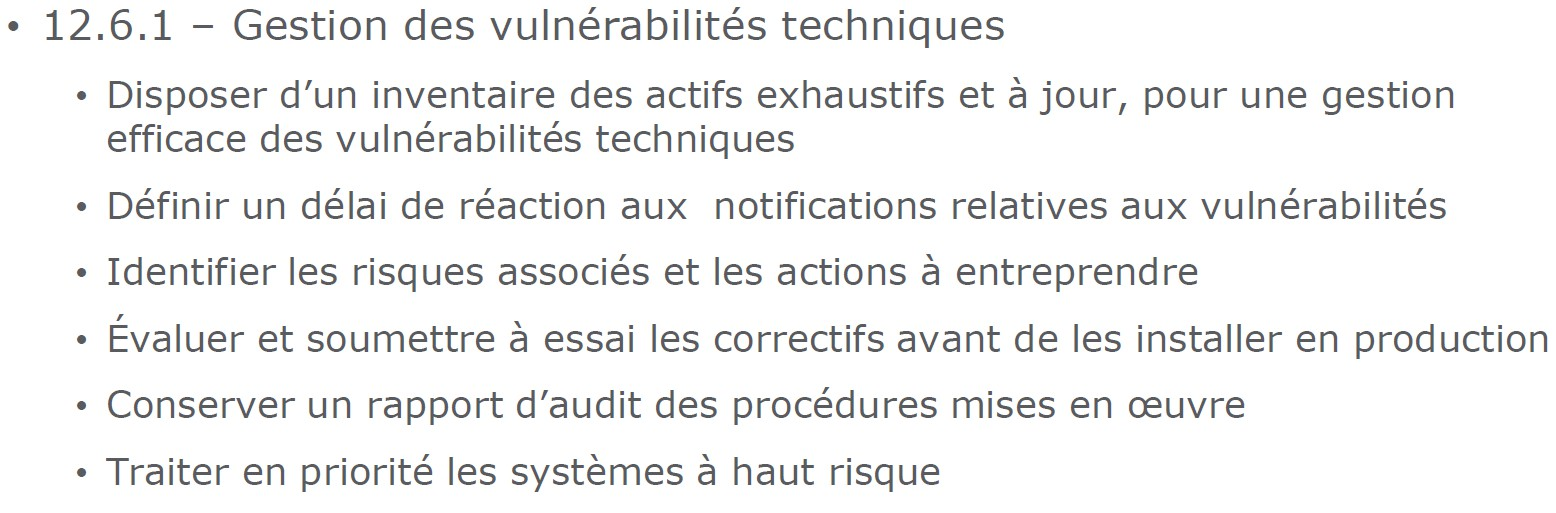 • 12.6.1 – Gestion des vulnérabilités techniques
• Disposer d’un inventaire des actifs exhaustifs et à jour, pour une gestion
efficace des vulnérabilités techniques
• Définir un délai de réaction aux  notifications relatives aux vulnérabilités
• Identifier les risques associés et les actions à entreprendre
• Évaluer et soumettre à essai les correctifs avant de les installer en production
• Conserver un rapport d’audit des procédures mises en œuvre
• Traiter en priorité les systèmes à haut risque